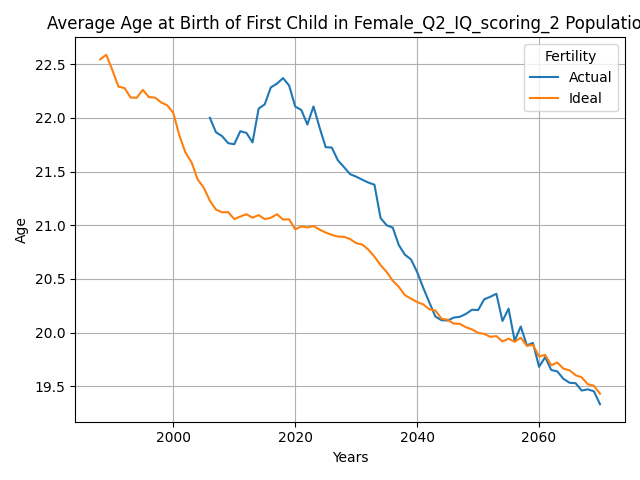 Average Age at Birth of First Child in Female_Q2_IQ_scoring_2 Populatio
Fertility
Actual
Ideal
22.5
22.0
21.5
21.0
20.5
20.0
19.5
Age
2000
2020
2040
2060
Years